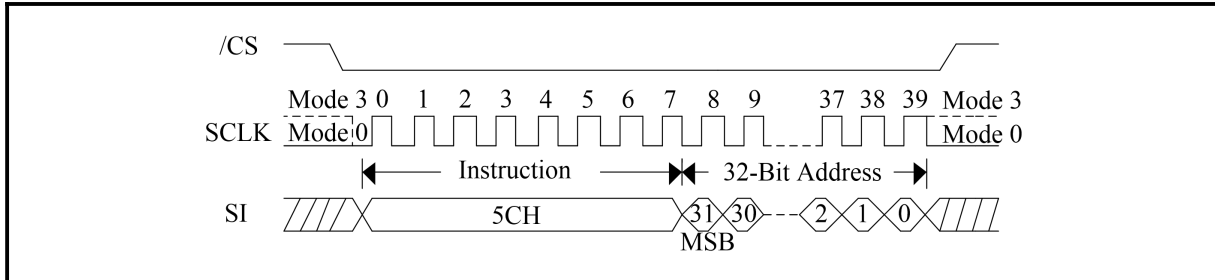 /CS
Mode 3 0 1 2 3 4 5 6 7 8 9 37 38 39 Mode 3
SCLK Mode 0 Mode 0
Instruction 32-Bit Address
SI 5CH 31 30 2 1 0
MSB